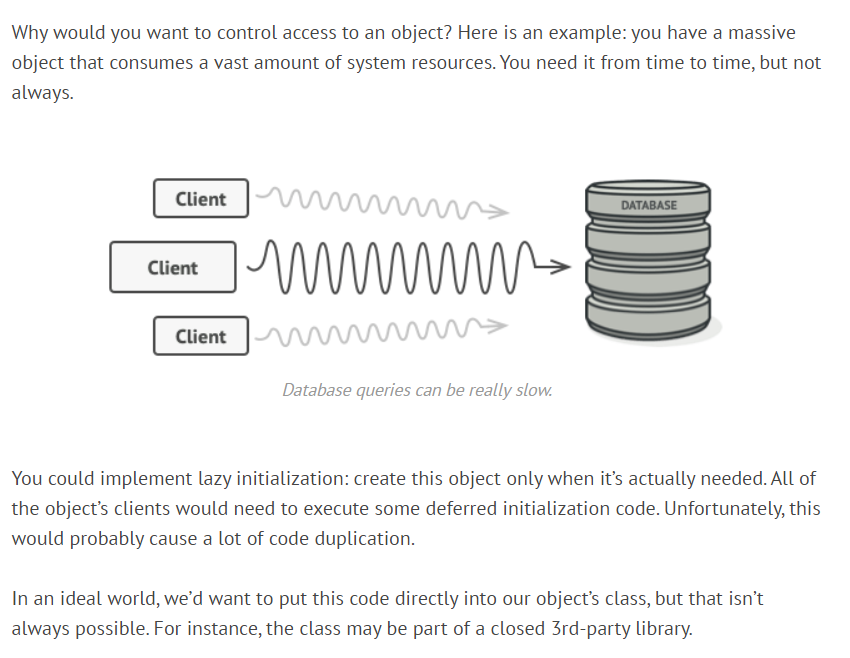 Why would you want to control access to an object? Here is an example: you have a massive
object that consumes a vast amount of system resources. You need it from time to time, but not
always.
Client
DATABASE
Client
Client
Database queries can be really slow.
You could implement lazy initialization: create this object only when it’s actually needed. All of
the object’s clients would need to execute some deferred initialization code. Unfortunately, this
would probably cause a lot of code duplication.
In an ideal world, we’d want to put this code directly into our object’s class, but that isn’t
always possible. For instance, the class may be part of a closed 3rd-party library.